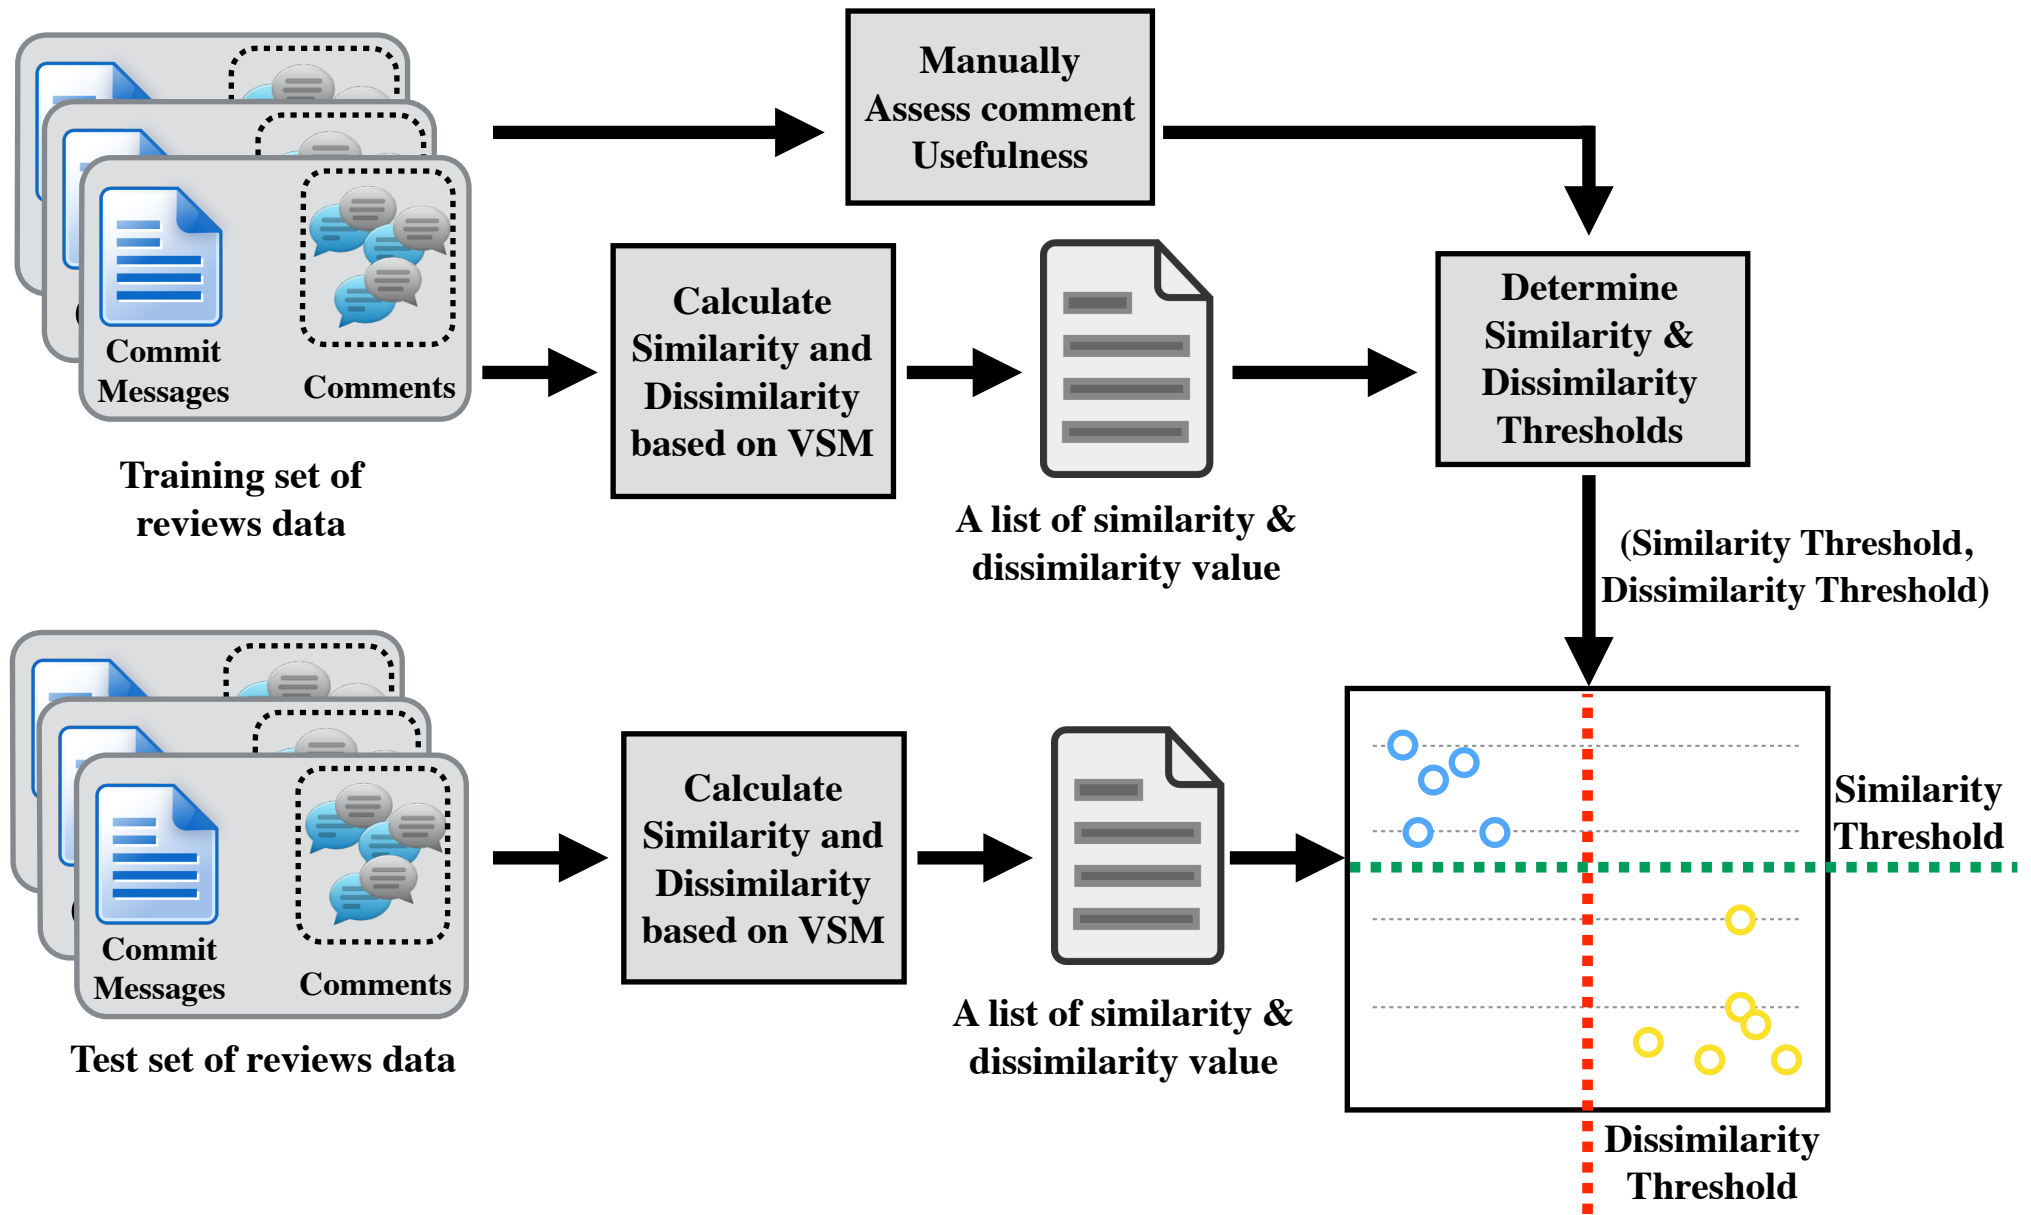 Manually
Assess comment
Usefulness
Commit
Messages
Comments
Training set of
reviews data
Calculate
Similarity and
Dissimilarity
based on VSM
A list of similarity &
dissimilarity value
Determine
Similarity &
Dissimilarity
Thresholds
(Similarity Threshold,
Dissimilarity Threshold)
Commit
Messages
Comments
Test set of reviews data
Calculate
Similarity and
Dissimilarity
based on VSM
A list of similarity &
dissimilarity value
Similarity
Threshold
Dissimilarity
Threshold